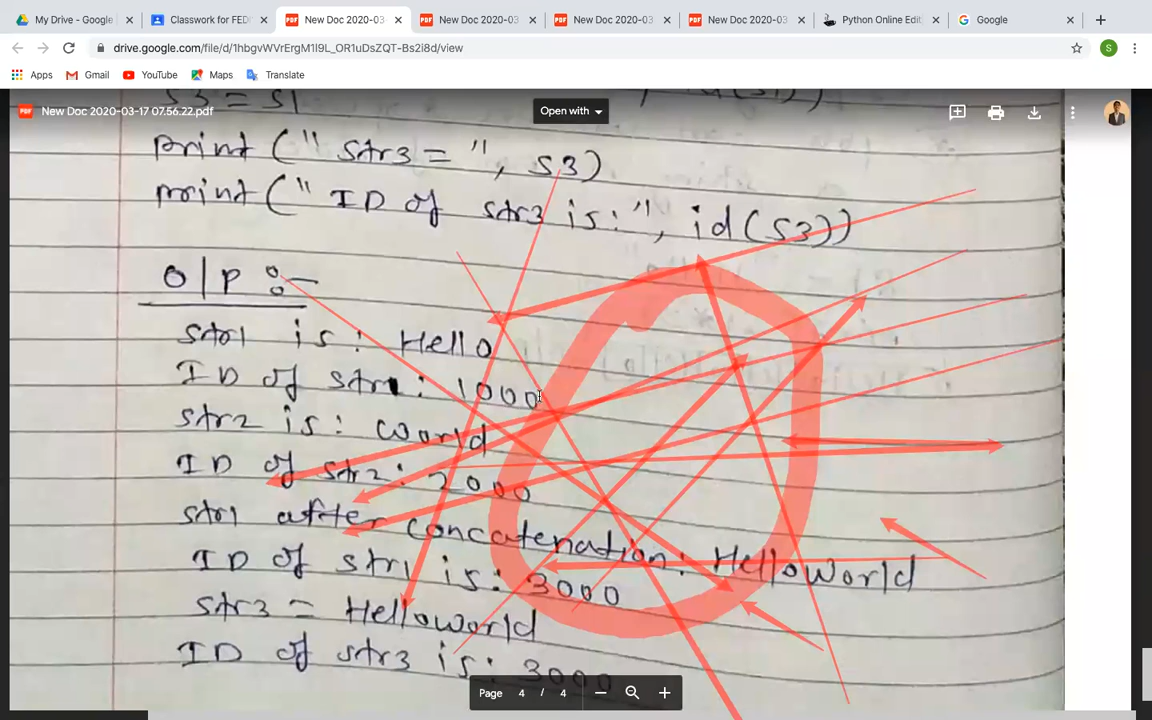 My Drive - Google
Classwork for FED
New Doc 2020-03-
New Doc 2020-03-
New Doc 2020-03-
New Doc 2020-03-
Python Online Edit
Google
drive.google.com/file/d/1hbgvWVrErgM1I9L_OR1uDsZQT-Bs2i8d/view
S
Apps
Gmail
YouTube
Maps
Translate
s3 = s1
PDF New Doc 2020-03-17 07.56.22.pdf
Open with
print (" str3 = ", s3)
print (" ID of str3 is:", id(s3))
O/P :-
str1 is : Hello
ID of str1 : 1000
str2 is : world
ID of str2 : 2000
str1 after concatenation : Helloworld
ID of str1 is : 3000
str3 = Helloworld
ID of str3 is : 3000
Page 4 / 4